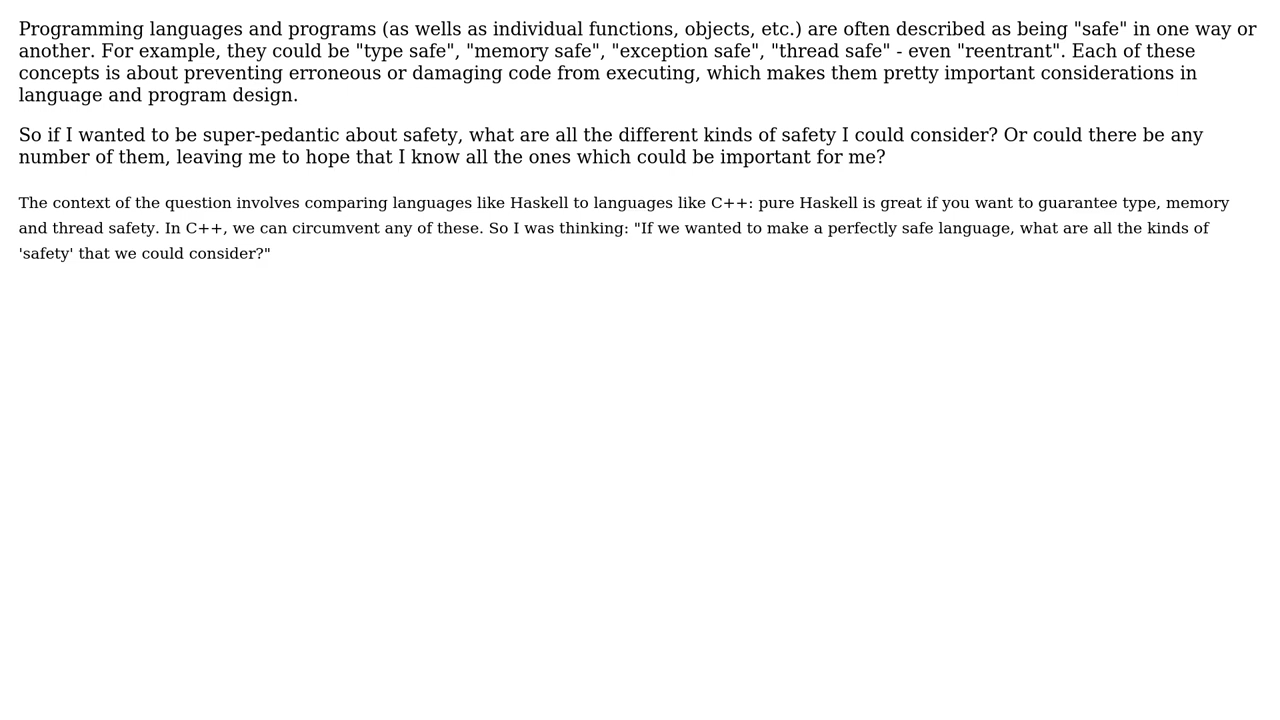 Programming languages and programs (as wells as individual functions, objects, etc.) are often described as being "safe" in one way or
another. For example, they could be "type safe", "memory safe", "exception safe", "thread safe" - even "reentrant". Each of these
concepts is about preventing erroneous or damaging code from executing, which makes them pretty important considerations in
language and program design.
So if I wanted to be super-pedantic about safety, what are all the different kinds of safety I could consider? Or could there be any
number of them, leaving me to hope that I know all the ones which could be important for me?
The context of the question involves comparing languages like Haskell to languages like C++: pure Haskell is great if you want to guarantee type, memory
and thread safety. In C++, we can circumvent any of these. So I was thinking: "If we wanted to make a perfectly safe language, what are all the kinds of
'safety' that we could consider?"